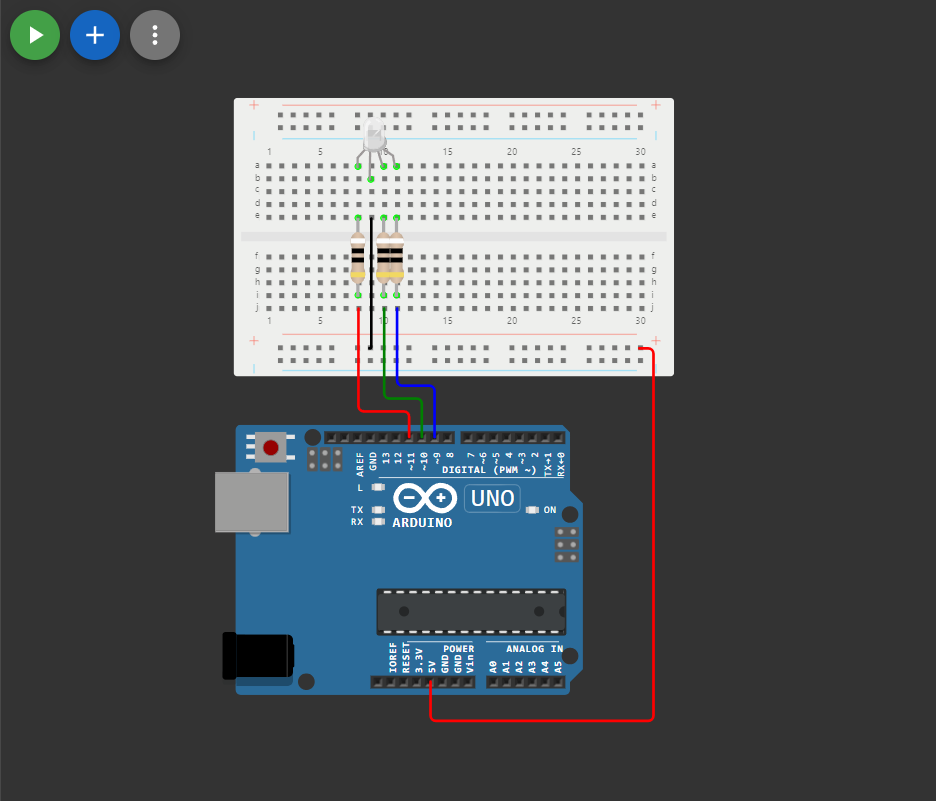 + +
1 5 10 15 20 25 30
a a
b b
c c
d d
e e
f f
g g
h h
i i
j j
1 5 10 15 20 25 30
+ +
AREF GND 13 12 ~11 ~10 ~9 8 7 ~6 ~5 4 ~3 2 TX→1 RX←0
DIGITAL (PWM ~)
L
TX
RX
UNO
ON
ARDUINO
POWER ANALOG IN
IOREF RESET 3.3V 5V GND GND Vin A0 A1 A2 A3 A4 A5